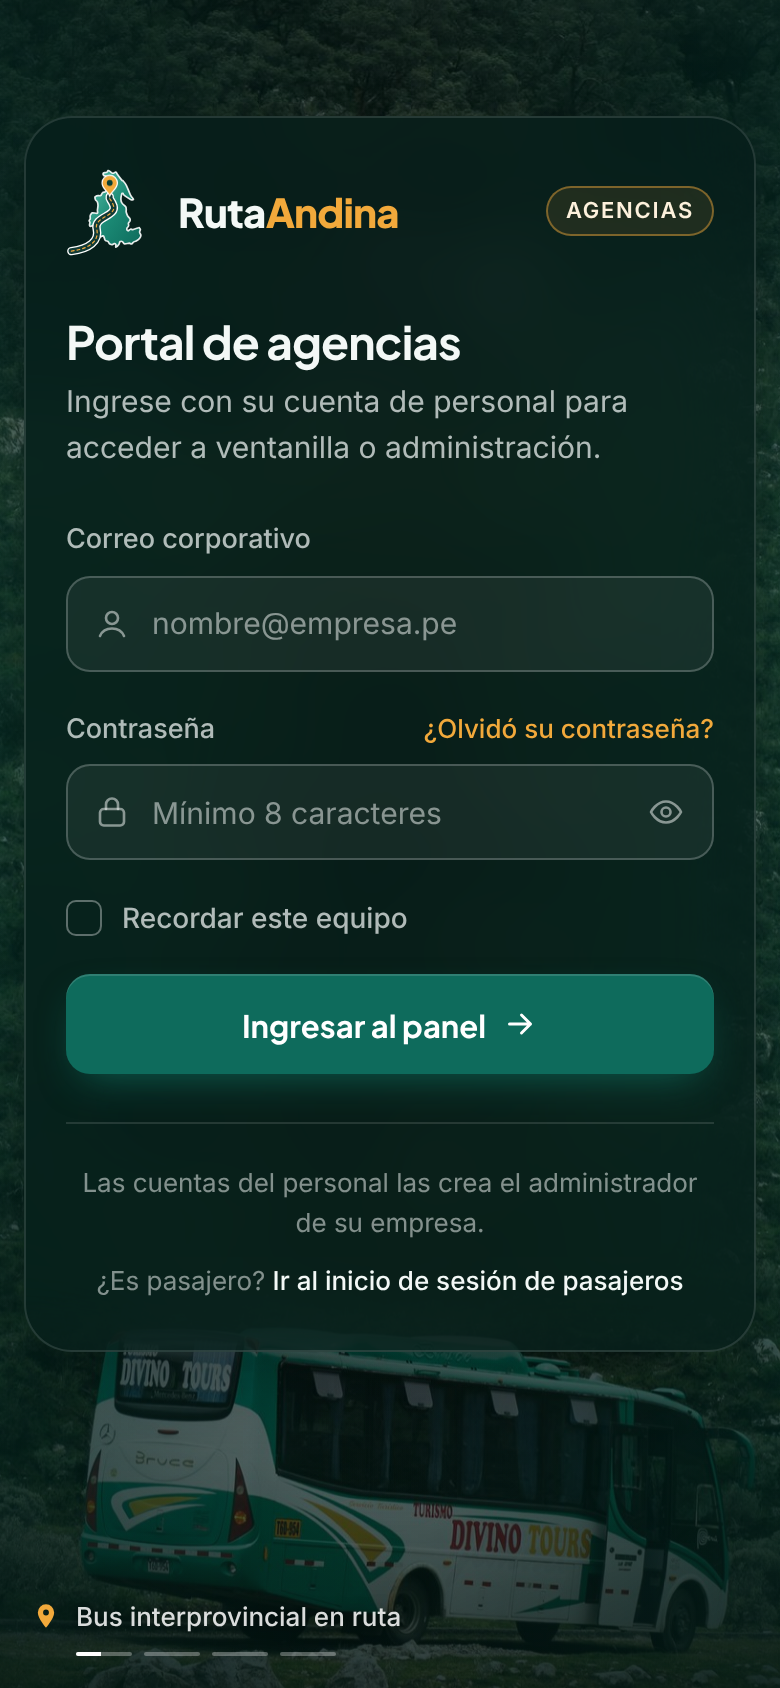 RutaAndina
AGENCIAS
Portal de agencias
Ingrese con su cuenta de personal para
acceder a ventanilla o administración.
Correo corporativo
nombre@empresa.pe
Contraseña
¿Olvidó su contraseña?
Mínimo 8 caracteres
Recordar este equipo
Ingresar al panel
Las cuentas del personal las crea el administrador
de su empresa.
¿Es pasajero? Ir al inicio de sesión de pasajeros
DIVINO TOURS
Bruce
TURISMO
DIVINO TOURS
Bus interprovincial en ruta